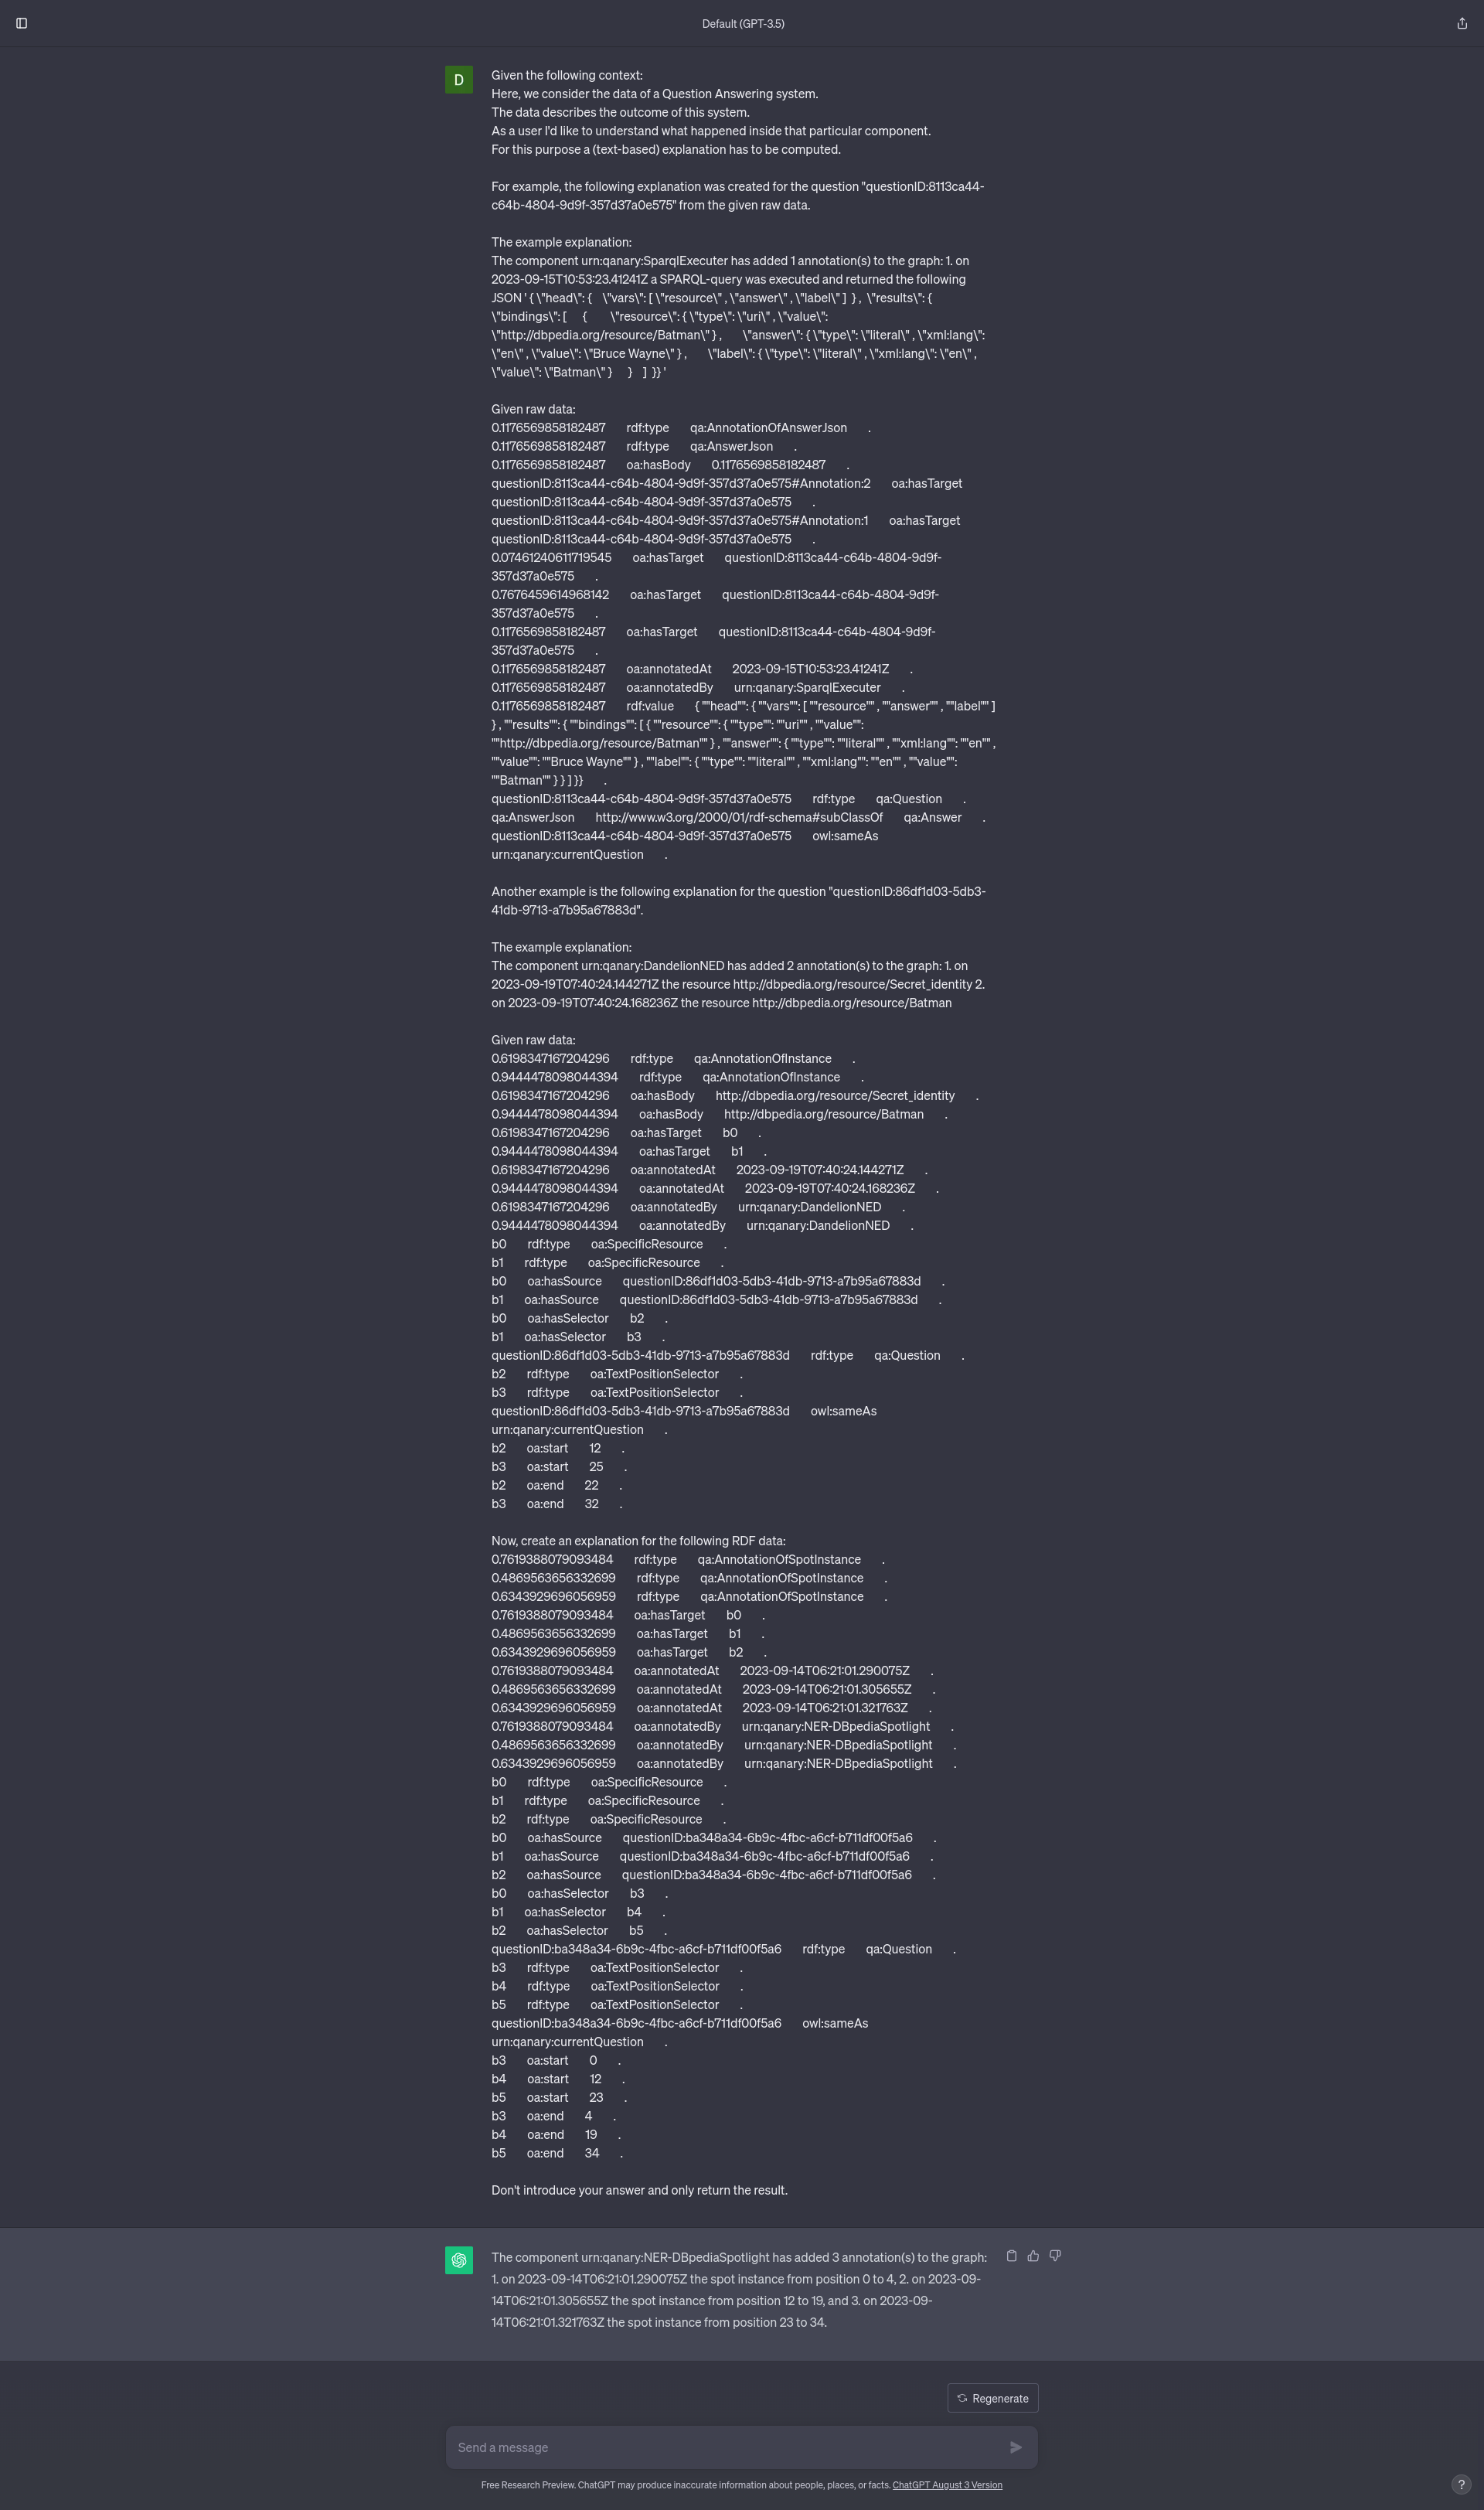 Default (GPT-3.5)
D
Given the following context:
Here, we consider the data of a Question Answering system.
The data describes the outcome of this system.
As a user I'd like to understand what happened inside that particular component.
For this purpose a (text-based) explanation has to be computed.
For example, the following explanation was created for the question "questionID:8113ca44-
c64b-4804-9d9f-357d37a0e575" from the given raw data.
The example explanation:
The component urn:qanary:SparqlExecuter has added 1 annotation(s) to the graph: 1. on
2023-09-15T10:53:23.41241Z a SPARQL-query was executed and returned the following
JSON ' { \"head\": { \"vars\": [ \"resource\" , \"answer\" , \"label\" ] } , \"results\": {
\"bindings\": [ { \"resource\": { \"type\": \"uri\" , \"value\":
\"http://dbpedia.org/resource/Batman\" } , \"answer\": { \"type\": \"literal\" , \"xml:lang\":
\"en\" , \"value\": \"Bruce Wayne\" } , \"label\": { \"type\": \"literal\" , \"xml:lang\": \"en\" ,
\"value\": \"Batman\" } } ] }} '
Given raw data:
0.1176569858182487 rdf:type qa:AnnotationOfAnswerJson .
0.1176569858182487 rdf:type qa:AnswerJson .
0.1176569858182487 oa:hasBody 0.1176569858182487 .
questionID:8113ca44-c64b-4804-9d9f-357d37a0e575#Annotation:2 oa:hasTarget
questionID:8113ca44-c64b-4804-9d9f-357d37a0e575 .
questionID:8113ca44-c64b-4804-9d9f-357d37a0e575#Annotation:1 oa:hasTarget
questionID:8113ca44-c64b-4804-9d9f-357d37a0e575 .
0.07461240611719545 oa:hasTarget questionID:8113ca44-c64b-4804-9d9f-
357d37a0e575 .
0.7676459614968142 oa:hasTarget questionID:8113ca44-c64b-4804-9d9f-
357d37a0e575 .
0.1176569858182487 oa:hasTarget questionID:8113ca44-c64b-4804-9d9f-
357d37a0e575 .
0.1176569858182487 oa:annotatedAt 2023-09-15T10:53:23.41241Z .
0.1176569858182487 oa:annotatedBy urn:qanary:SparqlExecuter .
0.1176569858182487 rdf:value { ""head"": { ""vars"": [ ""resource"" , ""answer"" , ""label"" ]
} , ""results"": { ""bindings"": [ { ""resource"": { ""type"": ""uri"" , ""value"":
""http://dbpedia.org/resource/Batman"" } , ""answer"": { ""type"": ""literal"" , ""xml:lang"": ""en"" ,
""value"": ""Bruce Wayne"" } , ""label"": { ""type"": ""literal"" , ""xml:lang"": ""en"" , ""value"":
""Batman"" } } ] }} .
questionID:8113ca44-c64b-4804-9d9f-357d37a0e575 rdf:type qa:Question .
qa:AnswerJson http://www.w3.org/2000/01/rdf-schema#subClassOf qa:Answer .
questionID:8113ca44-c64b-4804-9d9f-357d37a0e575 owl:sameAs
urn:qanary:currentQuestion .
Another example is the following explanation for the question "questionID:86df1d03-5db3-
41db-9713-a7b95a67883d".
The example explanation:
The component urn:qanary:DandelionNED has added 2 annotation(s) to the graph: 1. on
2023-09-19T07:40:24.144271Z the resource http://dbpedia.org/resource/Secret_identity 2.
on 2023-09-19T07:40:24.168236Z the resource http://dbpedia.org/resource/Batman
Given raw data:
0.6198347167204296 rdf:type qa:AnnotationOfInstance .
0.9444478098044394 rdf:type qa:AnnotationOfInstance .
0.6198347167204296 oa:hasBody http://dbpedia.org/resource/Secret_identity .
0.9444478098044394 oa:hasBody http://dbpedia.org/resource/Batman .
0.6198347167204296 oa:hasTarget b0 .
0.9444478098044394 oa:hasTarget b1 .
0.6198347167204296 oa:annotatedAt 2023-09-19T07:40:24.144271Z .
0.9444478098044394 oa:annotatedAt 2023-09-19T07:40:24.168236Z .
0.6198347167204296 oa:annotatedBy urn:qanary:DandelionNED .
0.9444478098044394 oa:annotatedBy urn:qanary:DandelionNED .
b0 rdf:type oa:SpecificResource .
b1 rdf:type oa:SpecificResource .
b0 oa:hasSource questionID:86df1d03-5db3-41db-9713-a7b95a67883d .
b1 oa:hasSource questionID:86df1d03-5db3-41db-9713-a7b95a67883d .
b0 oa:hasSelector b2 .
b1 oa:hasSelector b3 .
questionID:86df1d03-5db3-41db-9713-a7b95a67883d rdf:type qa:Question .
b2 rdf:type oa:TextPositionSelector .
b3 rdf:type oa:TextPositionSelector .
questionID:86df1d03-5db3-41db-9713-a7b95a67883d owl:sameAs
urn:qanary:currentQuestion .
b2 oa:start 12 .
b3 oa:start 25 .
b2 oa:end 22 .
b3 oa:end 32 .
Now, create an explanation for the following RDF data:
0.7619388079093484 rdf:type qa:AnnotationOfSpotInstance .
0.4869563656332699 rdf:type qa:AnnotationOfSpotInstance .
0.6343929696056959 rdf:type qa:AnnotationOfSpotInstance .
0.7619388079093484 oa:hasTarget b0 .
0.4869563656332699 oa:hasTarget b1 .
0.6343929696056959 oa:hasTarget b2 .
0.7619388079093484 oa:annotatedAt 2023-09-14T06:21:01.290075Z .
0.4869563656332699 oa:annotatedAt 2023-09-14T06:21:01.305655Z .
0.6343929696056959 oa:annotatedAt 2023-09-14T06:21:01.321763Z .
0.7619388079093484 oa:annotatedBy urn:qanary:NER-DBpediaSpotlight .
0.4869563656332699 oa:annotatedBy urn:qanary:NER-DBpediaSpotlight .
0.6343929696056959 oa:annotatedBy urn:qanary:NER-DBpediaSpotlight .
b0 rdf:type oa:SpecificResource .
b1 rdf:type oa:SpecificResource .
b2 rdf:type oa:SpecificResource .
b0 oa:hasSource questionID:ba348a34-6b9c-4fbc-a6cf-b711df00f5a6 .
b1 oa:hasSource questionID:ba348a34-6b9c-4fbc-a6cf-b711df00f5a6 .
b2 oa:hasSource questionID:ba348a34-6b9c-4fbc-a6cf-b711df00f5a6 .
b0 oa:hasSelector b3 .
b1 oa:hasSelector b4 .
b2 oa:hasSelector b5 .
questionID:ba348a34-6b9c-4fbc-a6cf-b711df00f5a6 rdf:type qa:Question .
b3 rdf:type oa:TextPositionSelector .
b4 rdf:type oa:TextPositionSelector .
b5 rdf:type oa:TextPositionSelector .
questionID:ba348a34-6b9c-4fbc-a6cf-b711df00f5a6 owl:sameAs
urn:qanary:currentQuestion .
b3 oa:start 0 .
b4 oa:start 12 .
b5 oa:start 23 .
b3 oa:end 4 .
b4 oa:end 19 .
b5 oa:end 34 .
Don't introduce your answer and only return the result.
The component urn:qanary:NER-DBpediaSpotlight has added 3 annotation(s) to the graph:
1. on 2023-09-14T06:21:01.290075Z the spot instance from position 0 to 4, 2. on 2023-09-
14T06:21:01.305655Z the spot instance from position 12 to 19, and 3. on 2023-09-
14T06:21:01.321763Z the spot instance from position 23 to 34.
Regenerate
Send a message
Free Research Preview. ChatGPT may produce inaccurate information about people, places, or facts. ChatGPT August 3 Version
?